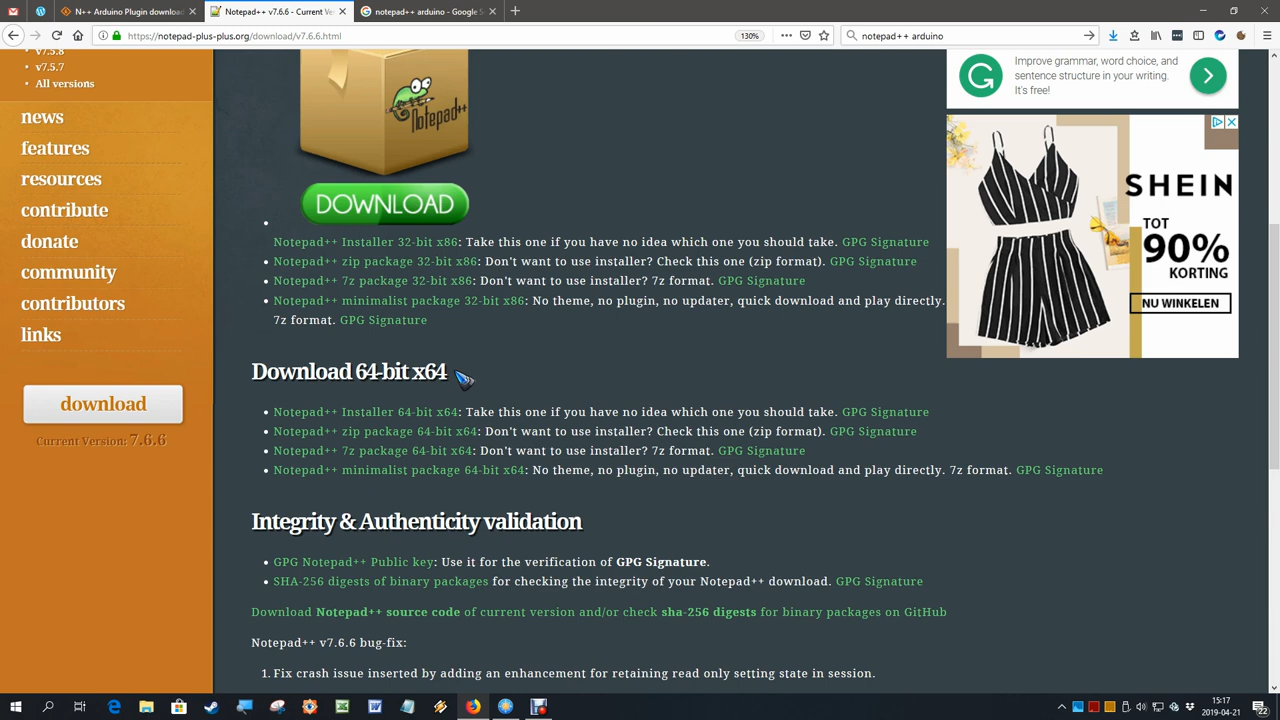 N++ Arduino Plugin download
Notepad++ v7.6.6 - Current Ver
notepad++ arduino - Google S
https://notepad-plus-plus.org/download/v7.6.6.html
130%
notepad++ arduino
v7.5.8
v7.5.7
All versions
news
features
resources
contribute
donate
community
contributors
links
download
Current Version: 7.6.6
Notepad++
DOWNLOAD
Notepad++ Installer 32-bit x86: Take this one if you have no idea which one you should take. GPG Signature
Notepad++ zip package 32-bit x86: Don't want to use installer? Check this one (zip format). GPG Signature
Notepad++ 7z package 32-bit x86: Don't want to use installer? 7z format. GPG Signature
Notepad++ minimalist package 32-bit x86: No theme, no plugin, no updater, quick download and play directly.
7z format. GPG Signature
Download 64-bit x64
Notepad++ Installer 64-bit x64: Take this one if you have no idea which one you should take. GPG Signature
Notepad++ zip package 64-bit x64: Don't want to use installer? Check this one (zip format). GPG Signature
Notepad++ 7z package 64-bit x64: Don't want to use installer? 7z format. GPG Signature
Notepad++ minimalist package 64-bit x64: No theme, no plugin, no updater, quick download and play directly. 7z format. GPG Signature
Integrity & Authenticity validation
GPG Notepad++ Public key: Use it for the verification of GPG Signature.
SHA-256 digests of binary packages for checking the integrity of your Notepad++ download. GPG Signature
Download Notepad++ source code of current version and/or check sha-256 digests for binary packages on GitHub
Notepad++ v7.6.6 bug-fix:
1. Fix crash issue inserted by adding an enhancement for retaining read only setting state in session.
Improve grammar, word choice, and
sentence structure in your writing.
It's free!
SHEIN
TOT
90%
KORTING
NU WINKELEN
15:17
2019-04-21
22